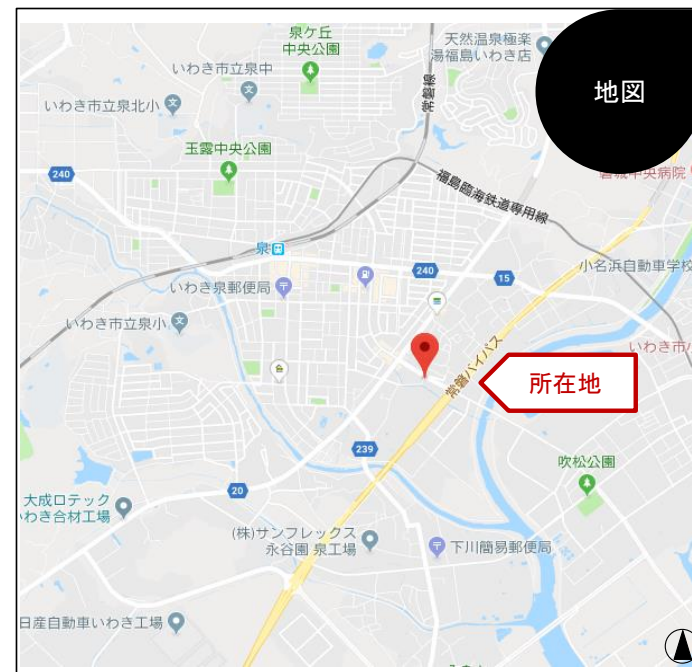 泉ケ丘
中央公園
天然温泉極楽
湯福島いわき店
地図
いわき市立泉中
いわき市立泉北小
常磐線
玉露中央公園
中央病院
240
福島臨海鉄道専用線
泉
240
15
小名浜自動車学校
いわき泉郵便局
いわき市立泉小
いわき市
常磐バイパス
所在地
239
20
吹松公園
大成ロテック
いわき合材工場
(株)サンフレックス
永谷園 泉工場
下川簡易郵便局
日産自動車いわき工場